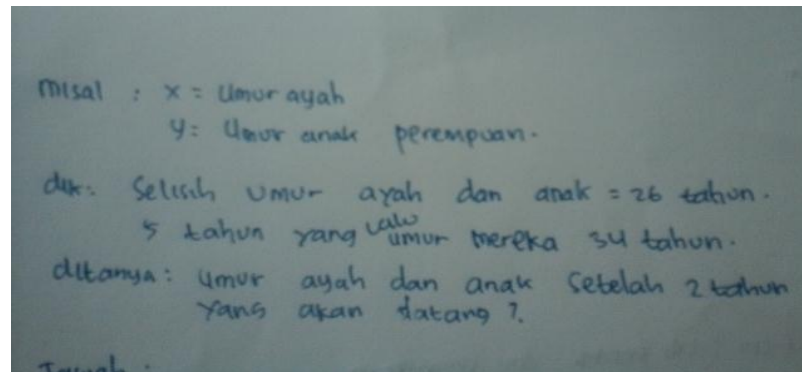 misal : x = Umur ayah
y = Umur anak perempuan.
dik : Selisih umur ayah dan anak = 26 tahun.
5 tahun yang lalu umur mereka 34 tahun.
ditanya : Umur ayah dan anak setelah 2 tahun
yang akan datang ?